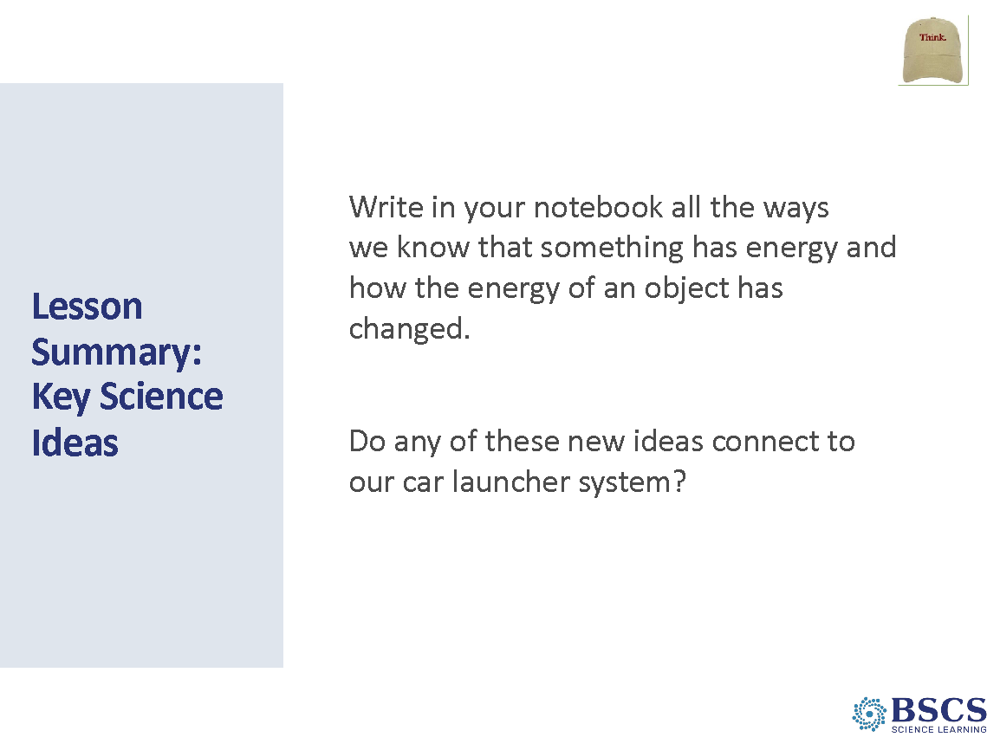 Think.
Lesson
Summary:
Key Science
Ideas
Write in your notebook all the ways
we know that something has energy and
how the energy of an object has
changed.
Do any of these new ideas connect to
our car launcher system?
BSCS
SCIENCE LEARNING